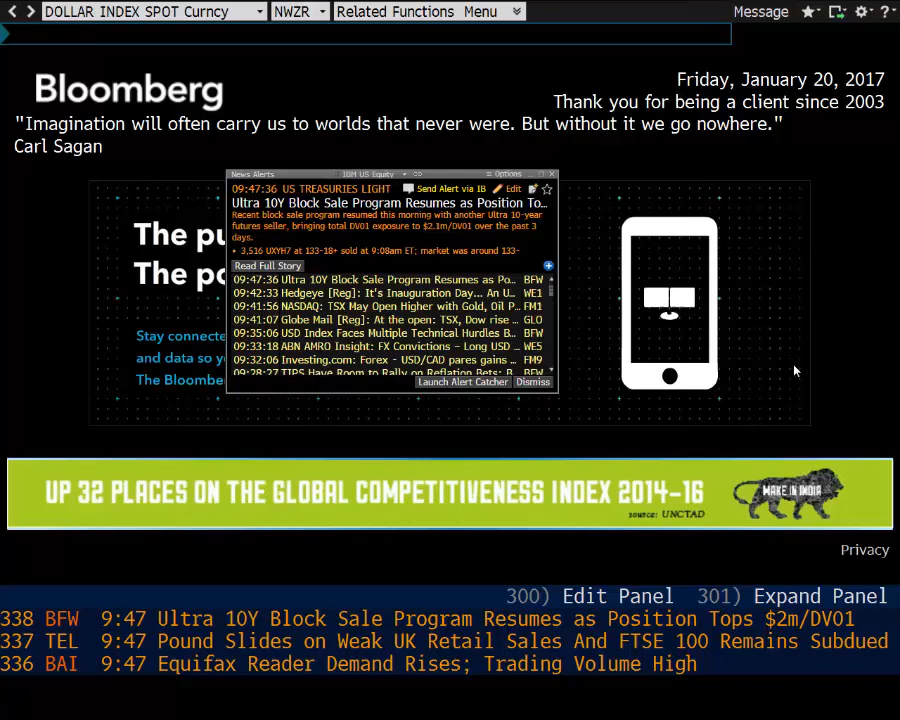 DOLLAR INDEX SPOT Curncy NWZR Related Functions Menu Message
Bloomberg
Friday, January 20, 2017
Thank you for being a client since 2003
"Imagination will often carry us to worlds that never were. But without it we go nowhere."
Carl Sagan
News Alerts IBM US Equity Options
09:47:36 US TREASURIES LIGHT Send Alert via IB Edit
Ultra 10Y Block Sale Program Resumes as Position To...
Recent block sale program resumed this morning with another Ultra 10-year
futures seller, bringing total DV01 exposure to $2.1m/DV01 over the past 3
days.
• 3,516 UXYH7 at 133-18+ sold at 9:08am ET; market was around 133-
Read Full Story
09:47:36 Ultra 10Y Block Sale Program Resumes as Po... BFW
09:42:33 Hedgeye [Reg]: It's Inauguration Day... An U... WE1
09:41:56 NASDAQ: TSX May Open Higher with Gold, Oil P... FM1
09:41:07 Globe Mail [Reg]: At the open: TSX, Dow rise ... GLO
09:35:06 USD Index Faces Multiple Technical Hurdles B... BFW
09:33:18 ABN AMRO Insight: FX Convictions - Long USD ... WE5
09:32:06 Investing.com: Forex - USD/CAD pares gains ... FM9
09:28:27 TIPS Have Room to Rally on Reflation Bets: B... BFW
Launch Alert Catcher Dismiss
The pu
The po
Stay connecte
and data so y
The Bloombe
UP 32 PLACES ON THE GLOBAL COMPETITIVENESS INDEX 2014-16
source: UNCTAD
MAKE IN INDIA
Privacy
300) Edit Panel 301) Expand Panel
338 BFW 9:47 Ultra 10Y Block Sale Program Resumes as Position Tops $2m/DV01
337 TEL 9:47 Pound Slides on Weak UK Retail Sales And FTSE 100 Remains Subdued
336 BAI 9:47 Equifax Reader Demand Rises; Trading Volume High